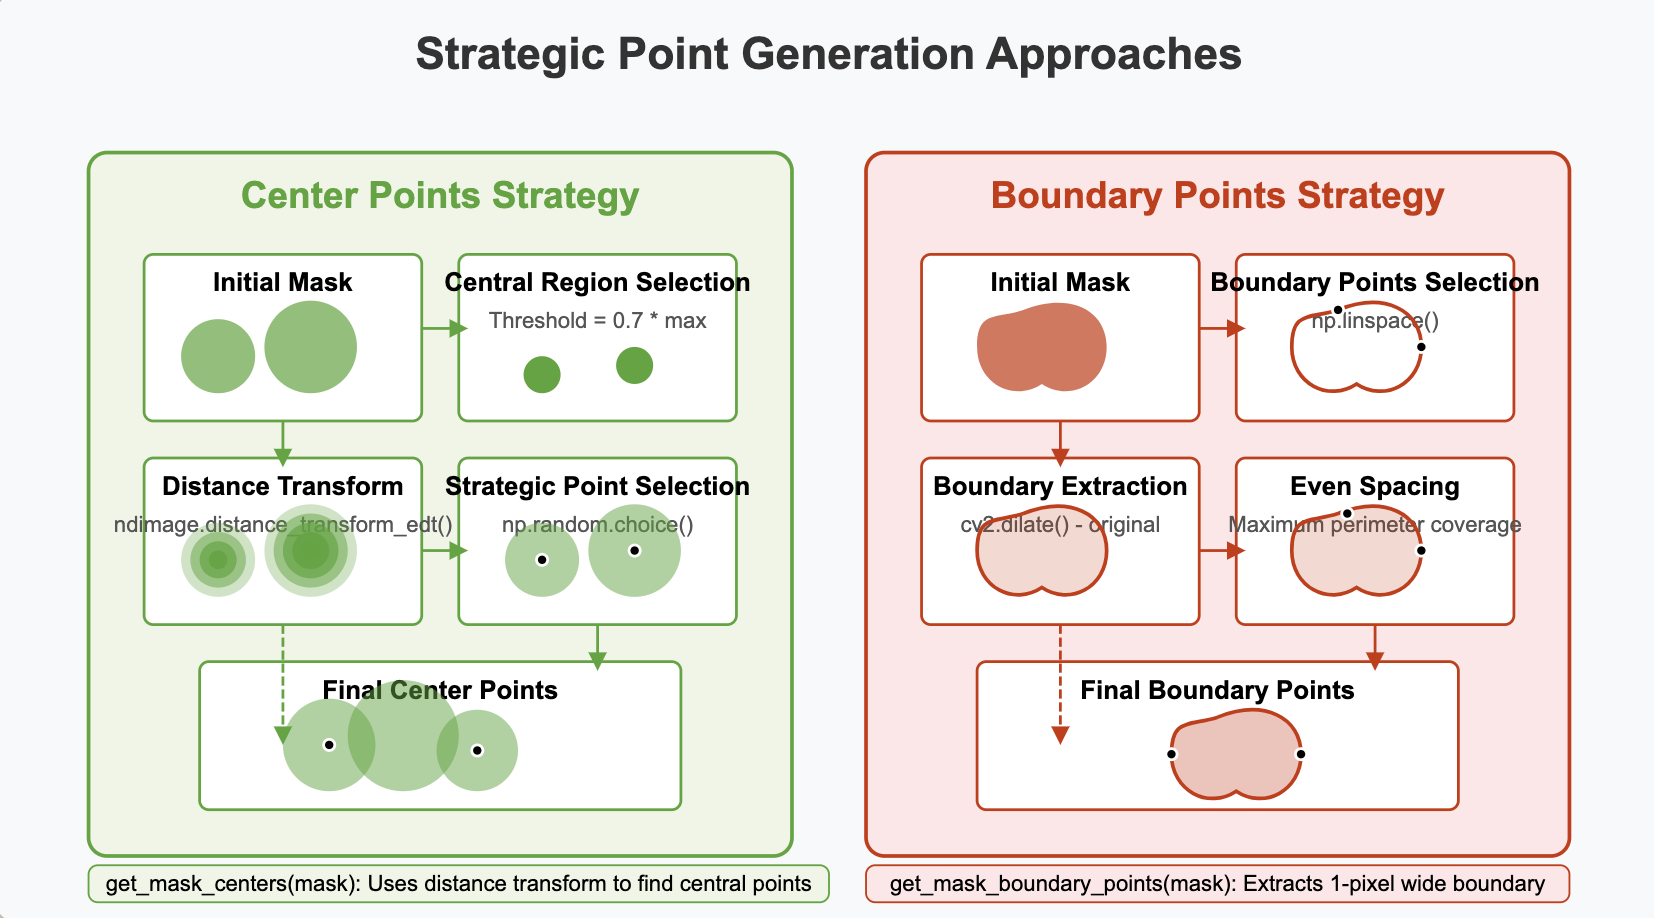 Strategic Point Generation Approaches
Center Points Strategy
Initial Mask
Central Region Selection
Threshold = 0.7 * max
Distance Transform
ndimage.distance_transform_edt()
Strategic Point Selection
np.random.choice()
Final Center Points
get_mask_centers(mask): Uses distance transform to find central points
Boundary Points Strategy
Initial Mask
Boundary Points Selection
np.linspace()
Boundary Extraction
cv2.dilate() - original
Even Spacing
Maximum perimeter coverage
Final Boundary Points
get_mask_boundary_points(mask): Extracts 1-pixel wide boundary